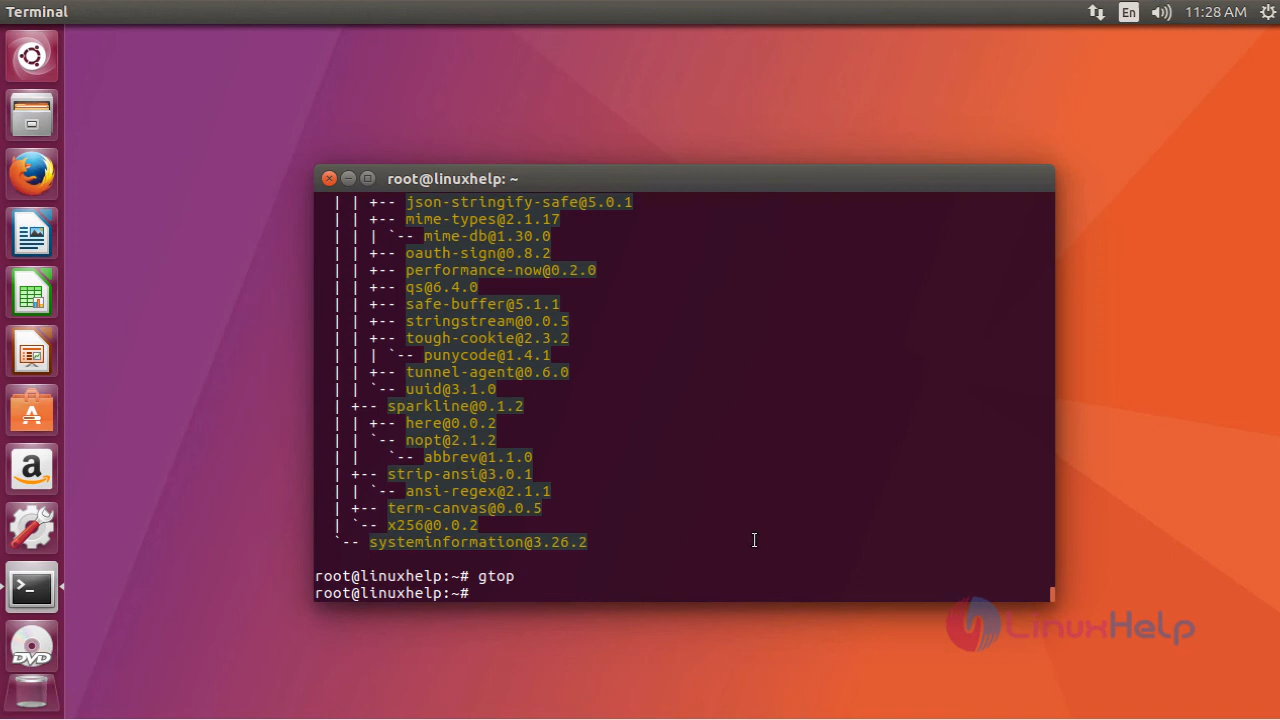 Terminal
En
11:28 AM
root@linuxhelp: ~
| | +-- json-stringify-safe@5.0.1
| | +-- mime-types@2.1.17
| | | `-- mime-db@1.30.0
| | +-- oauth-sign@0.8.2
| | +-- performance-now@0.2.0
| | +-- qs@6.4.0
| | +-- safe-buffer@5.1.1
| | +-- stringstream@0.0.5
| | +-- tough-cookie@2.3.2
| | | `-- punycode@1.4.1
| | +-- tunnel-agent@0.6.0
| | `-- uuid@3.1.0
| +-- sparkline@0.1.2
| | +-- here@0.0.2
| | `-- nopt@2.1.2
| |   `-- abbrev@1.1.0
| +-- strip-ansi@3.0.1
| | `-- ansi-regex@2.1.1
| +-- term-canvas@0.0.5
| `-- x256@0.0.2
`-- systeminformation@3.26.2
root@linuxhelp:~# gtop
root@linuxhelp:~#
LinuxHelp
A
a
>_
DVD